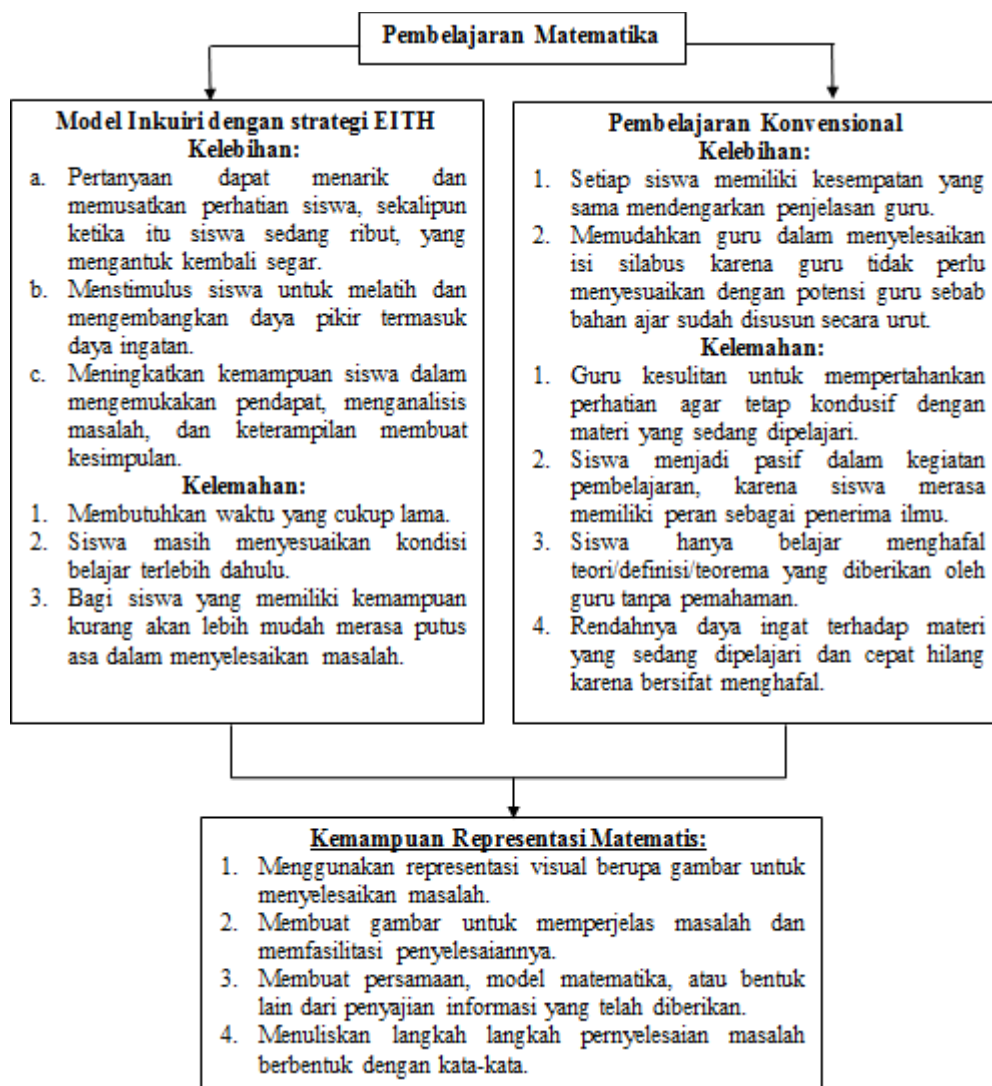 Pembelajaran Matematika
Model Inkuiri dengan strategi EITH
Kelebihan:
a. Pertanyaan dapat menarik dan
memusatkan perhatian siswa, sekalipun
ketika itu siswa sedang ribut, yang
mengantuk kembali segar.
b. Menstimulus siswa untuk melatih dan
mengembangkan daya pikir termasuk
daya ingatan.
c. Meningkatkan kemampuan siswa dalam
mengemukakan pendapat, menganalisis
masalah, dan keterampilan membuat
kesimpulan.
Kelemahan:
1. Membutuhkan waktu yang cukup lama.
2. Siswa masih menyesuaikan kondisi
belajar terlebih dahulu.
3. Bagi siswa yang memiliki kemampuan
kurang akan lebih mudah merasa putus
asa dalam menyelesaikan masalah.
Pembelajaran Konvensional
Kelebihan:
1. Setiap siswa memiliki kesempatan yang
sama mendengarkan penjelasan guru.
2. Memudahkan guru dalam menyelesaikan
isi silabus karena guru tidak perlu
menyesuaikan dengan potensi guru sebab
bahan ajar sudah disusun secara urut.
Kelemahan:
1. Guru kesulitan untuk mempertahankan
perhatian agar tetap kondusif dengan
materi yang sedang dipelajari.
2. Siswa menjadi pasif dalam kegiatan
pembelajaran, karena siswa merasa
memiliki peran sebagai penerima ilmu.
3. Siswa hanya belajar menghafal
teori/definisi/teorema yang diberikan oleh
guru tanpa pemahaman.
4. Rendahnya daya ingat terhadap materi
yang sedang dipelajari dan cepat hilang
karena bersifat menghafal.
Kemampuan Representasi Matematis:
1. Menggunakan representasi visual berupa gambar untuk
menyelesaikan masalah.
2. Membuat gambar untuk memperjelas masalah dan
memfasilitasi penyelesaiannya.
3. Membuat persamaan, model matematika, atau bentuk
lain dari penyajian informasi yang telah diberikan.
4. Menuliskan langkah langkah pernyelesaian masalah
berbentuk dengan kata-kata.